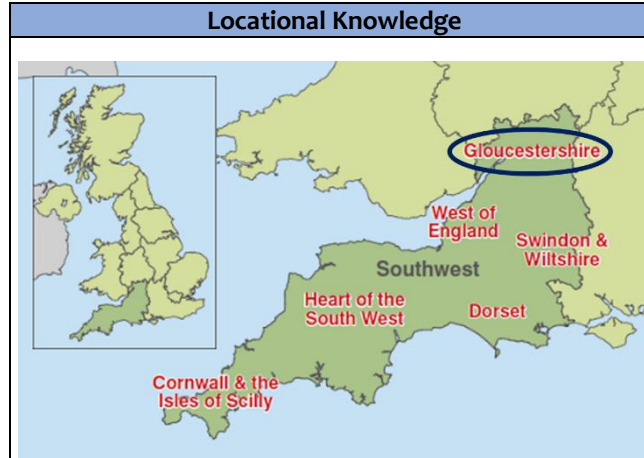 Locational Knowledge
Gloucestershire
West of
England
Swindon &
Wiltshire
Southwest
Heart of the
South West
Dorset
Cornwall & the
Isles of Scilly